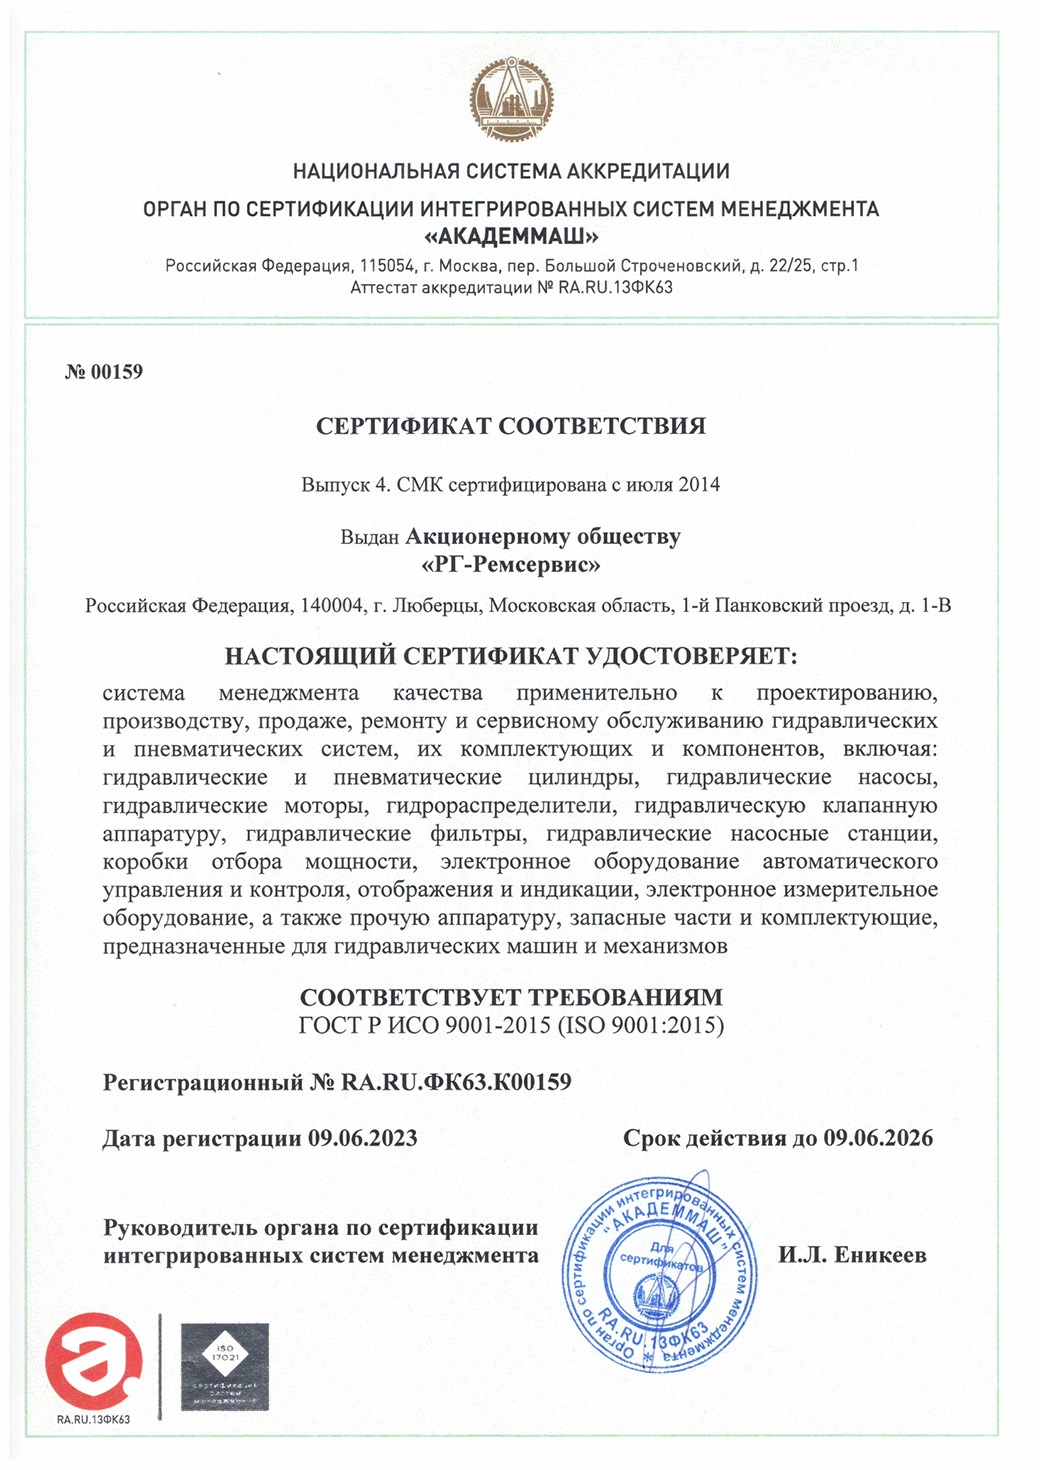 НАЦИОНАЛЬНАЯ СИСТЕМА АККРЕДИТАЦИИ
ОРГАН ПО СЕРТИФИКАЦИИ ИНТЕГРИРОВАННЫХ СИСТЕМ МЕНЕДЖМЕНТА
«АКАДЕММАШ»
Российская Федерация, 115054, г. Москва, пер. Большой Строченовский, д. 22/25, стр.1
Аттестат аккредитации № RA.RU.13ФК63
№ 00159
СЕРТИФИКАТ СООТВЕТСТВИЯ
Выпуск 4. СМК сертифицирована с июля 2014
Выдан Акционерному обществу
«РГ-Ремсервис»
Российская Федерация, 140004, г. Люберцы, Московская область, 1-й Панковский проезд, д. 1-В
НАСТОЯЩИЙ СЕРТИФИКАТ УДОСТОВЕРЯЕТ:
система менеджмента качества применительно к проектированию,
производству, продаже, ремонту и сервисному обслуживанию гидравлических
и пневматических систем, их комплектующих и компонентов, включая:
гидравлические и пневматические цилиндры, гидравлические насосы,
гидравлические моторы, гидрораспределители, гидравлическую клапанную
аппаратуру, гидравлические фильтры, гидравлические насосные станции,
коробки отбора мощности, электронное оборудование автоматического
управления и контроля, отображения и индикации, электронное измерительное
оборудование, а также прочую аппаратуру, запасные части и комплектующие,
предназначенные для гидравлических машин и механизмов
СООТВЕТСТВУЕТ ТРЕБОВАНИЯМ
ГОСТ Р ИСО 9001-2015 (ISO 9001:2015)
Регистрационный № RA.RU.ФК63.К00159
Дата регистрации 09.06.2023 Срок действия до 09.06.2026
Руководитель органа по сертификации
интегрированных систем менеджмента И.Л. Еникеев
Орган по сертификации интегрированных систем менеджмента *
"АКАДЕММАШ"
Для
сертификатов
RA.RU.13ФК63
ISO
17021
сертификация
систем
менеджмента
RA.RU.13ФК63